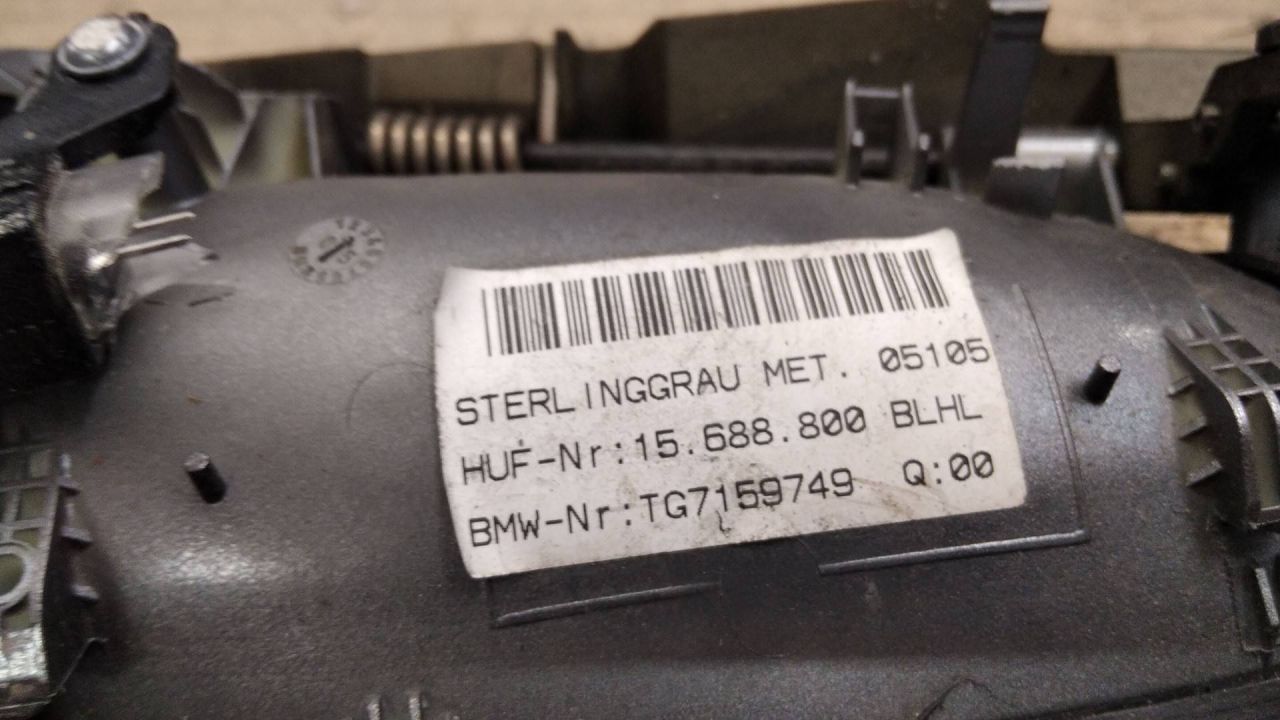 STERLINGGRAU MET. 05105
HUF-Nr:15.688.800 BLHL
BMW-Nr:TG7159749 Q:00